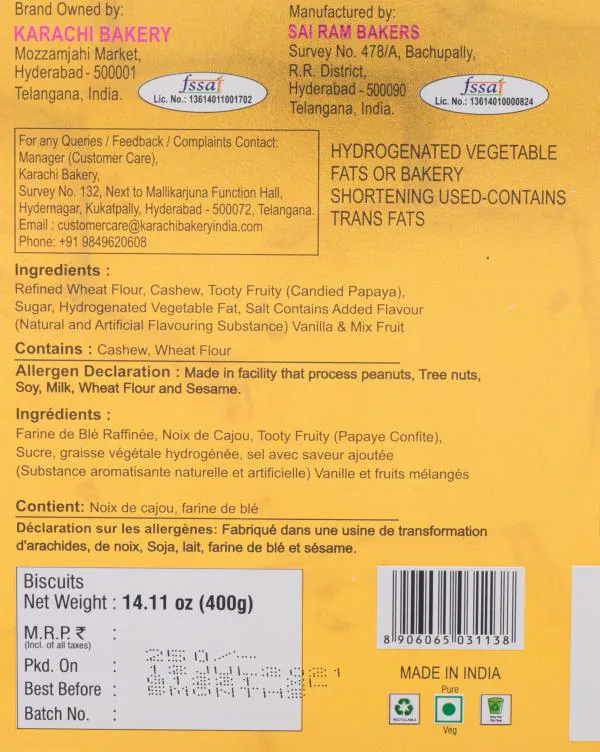 Brand Owned by:
KARACHI BAKERY
Mozzamjahi Market,
Hyderabad - 500001
Telangana, India.
fssai
Lic. No.: 13614011001702
Manufactured by:
SAI RAM BAKERS
Survey No. 478/A, Bachupally,
R.R. District,
Hyderabad - 500090
Telangana, India.
fssai
Lic. No.: 13614010000824
For any Queries / Feedback / Complaints Contact:
Manager (Customer Care),
Karachi Bakery,
Survey No. 132, Next to Mallikarjuna Function Hall,
Hydernagar, Kukatpally, Hyderabad - 500072, Telangana.
Email : customercare@karachibakeryindia.com
Phone: +91 9849620608
HYDROGENATED VEGETABLE
FATS OR BAKERY
SHORTENING USED-CONTAINS
TRANS FATS
Ingredients :
Refined Wheat Flour, Cashew, Tooty Fruity (Candied Papaya),
Sugar, Hydrogenated Vegetable Fat, Salt Contains Added Flavour
(Natural and Artificial Flavouring Substance) Vanilla & Mix Fruit
Contains : Cashew, Wheat Flour
Allergen Declaration : Made in facility that process peanuts, Tree nuts,
Soy, Milk, Wheat Flour and Sesame.
Ingrédients :
Farine de Blé Raffinée, Noix de Cajou, Tooty Fruity (Papaye Confite),
Sucre, graisse végétale hydrogénée, sel avec saveur ajoutée
(Substance aromatisante naturelle et artificielle) Vanille et fruits mélangés
Contient: Noix de cajou, farine de blé
Déclaration sur les allergènes: Fabriqué dans une usine de transformation
d'arachides, de noix, Soja, lait, farine de blé et sésame.
Biscuits
Net Weight : 14.11 oz (400g)
M.R.P. ₹ :
(Incl. of all taxes)
Pkd. On :
Best Before :
Batch No. :
250/-
8 906065 031138
MADE IN INDIA
Pure
RECYCLABLE
Veg